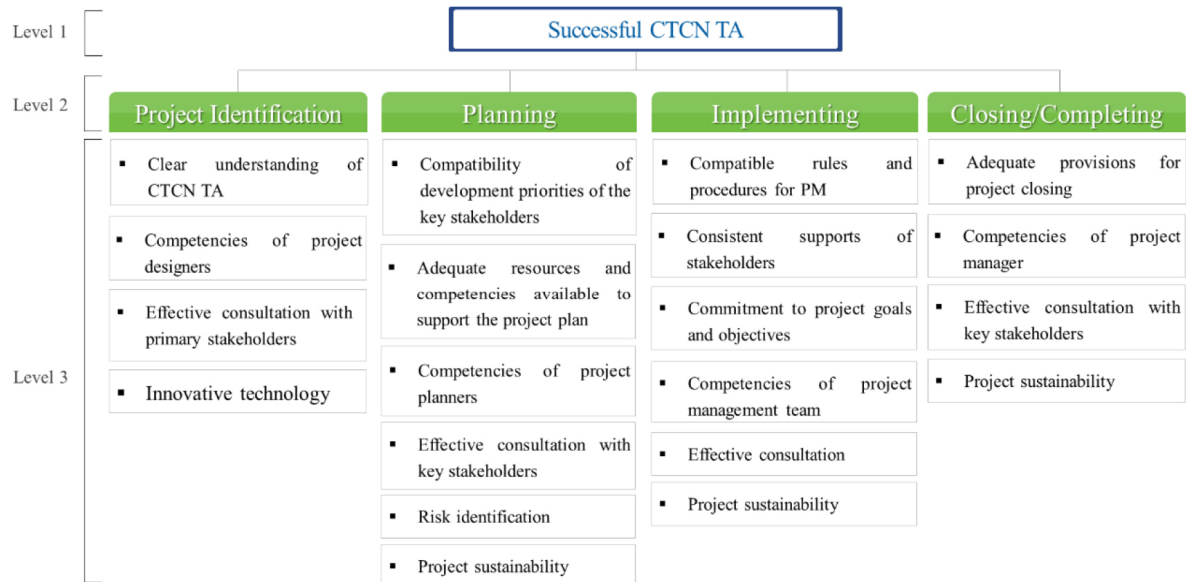 Level 1
Successful CTCN TA
Level 2
Project Identification
Planning
Implementing
Closing/Completing
Level 3
▪ Clear understanding of
CTCN TA
▪ Competencies of project
designers
▪ Effective consultation with
primary stakeholders
▪ Innovative technology
▪ Compatibility of
development priorities of the
key stakeholders
▪ Adequate resources and
competencies available to
support the project plan
▪ Competencies of project
planners
▪ Effective consultation with
key stakeholders
▪ Risk identification
▪ Project sustainability
▪ Compatible rules and
procedures for PM
▪ Consistent supports of
stakeholders
▪ Commitment to project goals
and objectives
▪ Competencies of project
management team
▪ Effective consultation
▪ Project sustainability
▪ Adequate provisions for
project closing
▪ Competencies of project
manager
▪ Effective consultation with
key stakeholders
▪ Project sustainability